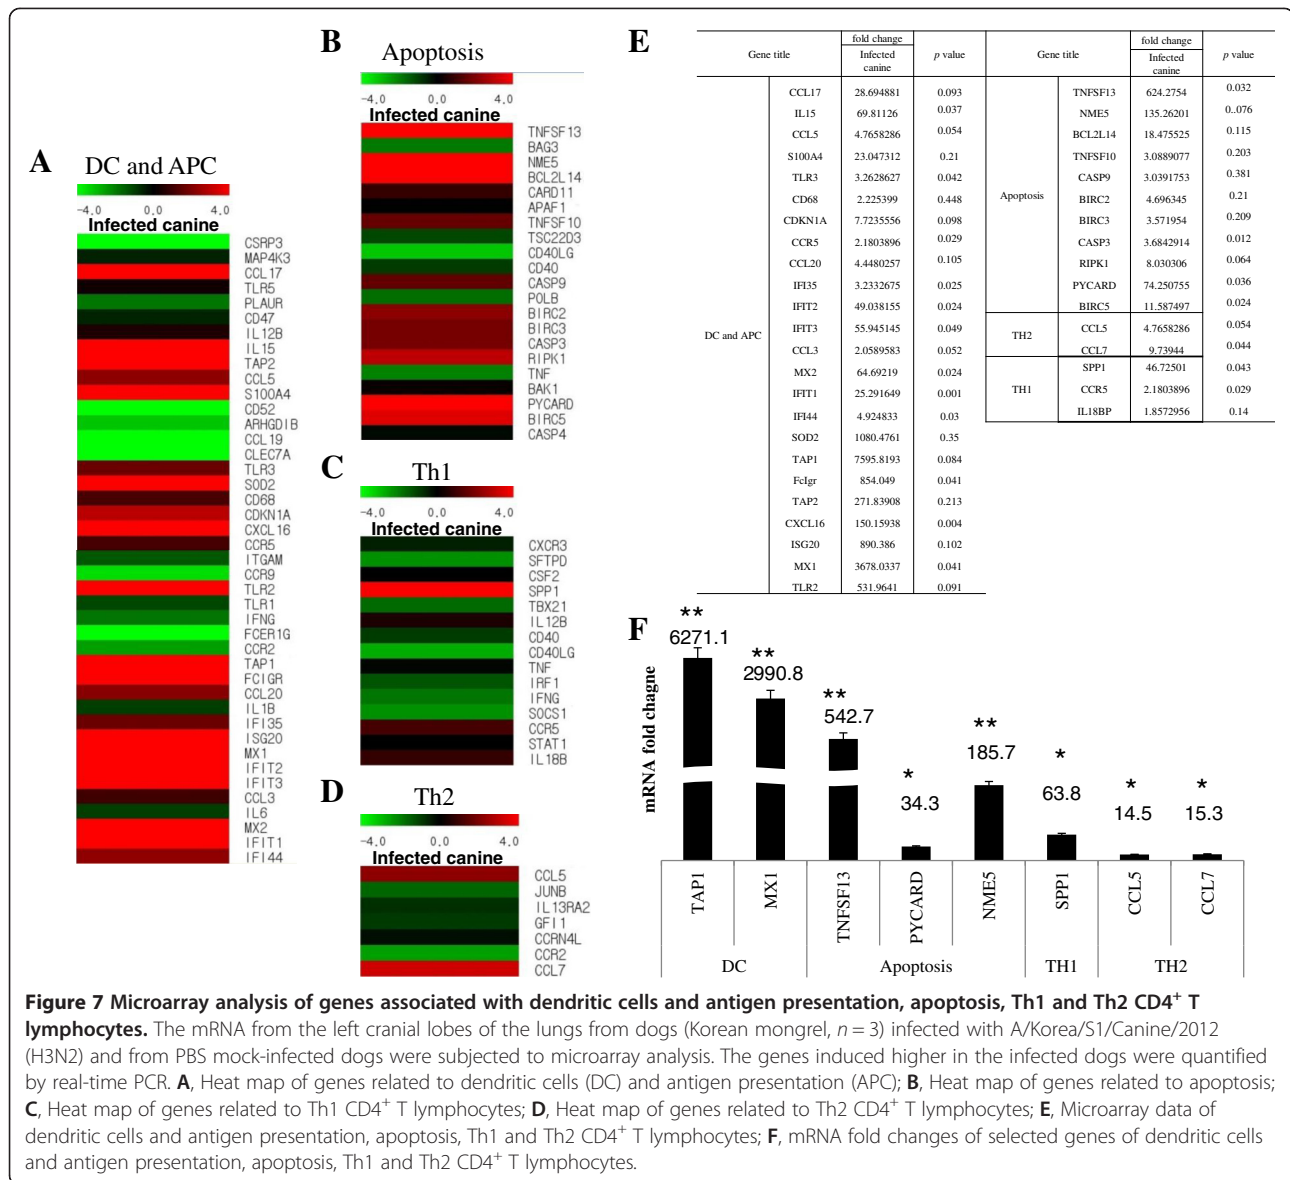 A
DC and APC
-4.0 0.0 4.0
Infected canine
CSRP3
MAP4K3
CCL17
TLR5
PLAUR
CD47
IL12B
IL15
TAP2
CCL5
S100A4
CD52
ARHGDIB
CCL19
CLEC7A
TLR3
SOD2
CD68
CDKN1A
CXCL16
CCR5
ITGAM
CCR9
TLR2
TLR1
IFNG
FCER1G
CCR2
TAP1
FCIGR
CCL20
IL1B
IFI35
ISG20
MX1
IFIT2
IFIT3
CCL3
IL6
MX2
IFIT1
IFI44
B
Apoptosis
-4.0 0.0 4.0
Infected canine
TNFSF13
BAG3
NME5
BCL2L14
CARD11
APAF1
TNFSF10
TSC22D3
CD40LG
CD40
CASP9
POLB
BIRC2
BIRC3
CASP3
RIPK1
TNF
BAK1
PYCARD
BIRC5
CASP4
C
Th1
-4.0 0.0 4.0
Infected canine
CXCR3
SFTPD
CSF2
SPP1
TBX21
IL12B
CD40
CD40LG
TNF
IRF1
IFNG
SOCS1
CCR5
STAT1
IL18B
D
Th2
-4.0 0.0 4.0
Infected canine
CCL5
JUNB
IL13RA2
GFI1
CCRN4L
CCR2
CCL7
E
Gene title fold change Infected canine p value
DC and APC
CCL17 28.694881 0.093
IL15 69.81126 0.037
CCL5 4.7658286 0.054
S100A4 23.047312 0.21
TLR3 3.2628627 0.042
CD68 2.225399 0.448
CDKN1A 7.7235556 0.098
CCR5 2.1803896 0.029
CCL20 4.4480257 0.105
IFI35 3.2332675 0.025
IFIT2 49.038155 0.024
IFIT3 55.945145 0.049
CCL3 2.0589583 0.052
MX2 64.69219 0.024
IFIT1 25.291649 0.001
IFI44 4.924833 0.03
SOD2 1080.4761 0.35
TAP1 7595.8193 0.084
FcIgr 854.049 0.041
TAP2 271.83908 0.213
CXCL16 150.15938 0.004
ISG20 890.386 0.102
MX1 3678.0337 0.041
TLR2 531.9641 0.091
Gene title fold change Infected canine p value
Apoptosis
TNFSF13 624.2754 0.032
NME5 135.26201 0..076
BCL2L14 18.475525 0.115
TNFSF10 3.0889077 0.203
CASP9 3.0391753 0.381
BIRC2 4.696345 0.21
BIRC3 3.571954 0.209
CASP3 3.6842914 0.012
RIPK1 8.030306 0.064
PYCARD 74.250755 0.036
BIRC5 11.587497 0.024
TH2
CCL5 4.7658286 0.054
CCL7 9.73944 0.044
TH1
SPP1 46.72501 0.043
CCR5 2.1803896 0.029
IL18BP 1.8572956 0.14
F
mRNA fold chagne
** 6271.1
** 2990.8
** 542.7
* 34.3
** 185.7
* 63.8
* 14.5
* 15.3
TAP1 MX1 TNFSF13 PYCARD NME5 SPP1 CCL5 CCL7
DC Apoptosis TH1 TH2
Figure 7 Microarray analysis of genes associated with dendritic cells and antigen presentation, apoptosis, Th1 and Th2 CD4⁺ T
lymphocytes. The mRNA from the left cranial lobes of the lungs from dogs (Korean mongrel, n = 3) infected with A/Korea/S1/Canine/2012
(H3N2) and from PBS mock-infected dogs were subjected to microarray analysis. The genes induced higher in the infected dogs were quantified
by real-time PCR. A, Heat map of genes related to dendritic cells (DC) and antigen presentation (APC); B, Heat map of genes related to apoptosis;
C, Heat map of genes related to Th1 CD4⁺ T lymphocytes; D, Heat map of genes related to Th2 CD4⁺ T lymphocytes; E, Microarray data of
dendritic cells and antigen presentation, apoptosis, Th1 and Th2 CD4⁺ T lymphocytes; F, mRNA fold changes of selected genes of dendritic cells
and antigen presentation, apoptosis, Th1 and Th2 CD4⁺ T lymphocytes.